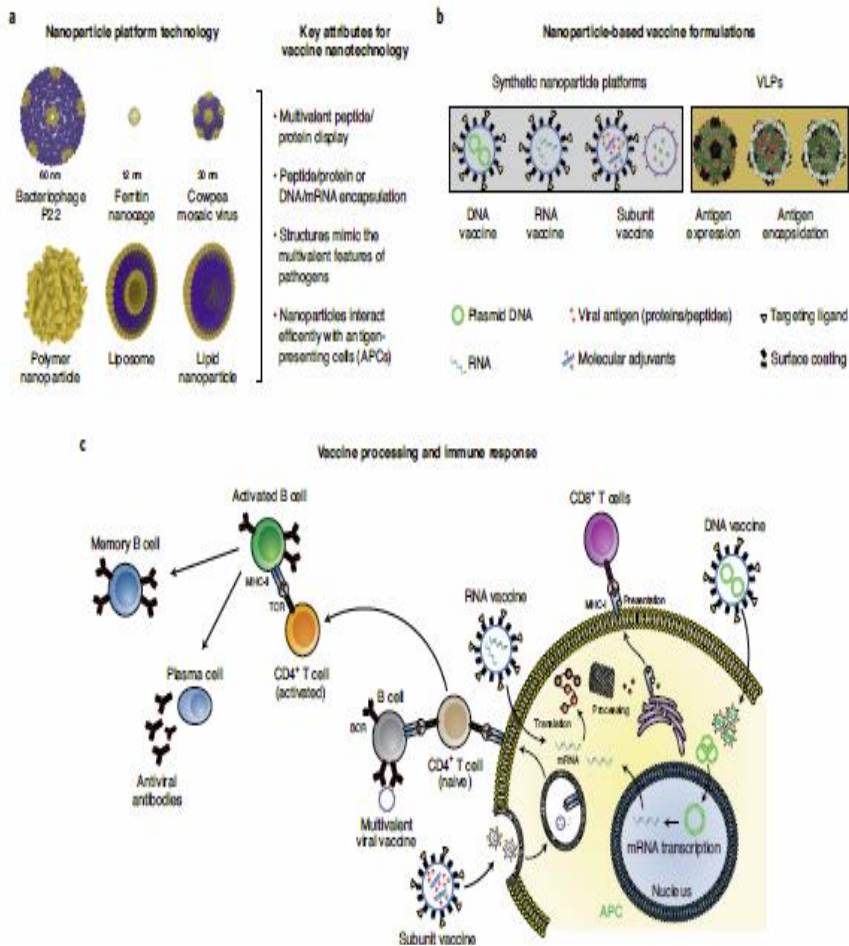 a
Nanoparticle platform technology
60 nm
12 nm
30 nm
Bacteriophage
P22
Ferritin
nanocage
Cowpea
mosaic virus
Polymer
nanoparticle
Liposome
Lipid
nanoparticle
Key attributes for
vaccine nanotechnology
• Multivalent peptide/
protein display
• Peptide/protein or
DNA/mRNA encapsulation
• Structures mimic the
multivalent features of
pathogens
• Nanoparticles interact
efficently with antigen-
presenting cells (APCs)
b
Nanoparticle-based vaccine formulations
Synthetic nanoparticle platforms
VLPs
DNA
vaccine
RNA
vaccine
Subunit
vaccine
Antigen
expression
Antigen
encapsidation
Plasmid DNA
Viral antigen (proteins/peptides)
Targeting ligand
RNA
Molecular adjuvants
Surface coating
c
Vaccine processing and immune response
Activated B cell
CD8+ T cells
DNA vaccine
Memory B cell
MHC-II
TCR
RNA vaccine
MHC-I
Presentation
Plasma cell
CD4+ T cell
(activated)
B cell
BCR
Translation
Processing
mRNA
CD4+ T cell
(naive)
Antiviral
antibodies
Multivalent
viral vaccine
mRNA transcription
Nucleus
APC
Subunit vaccine